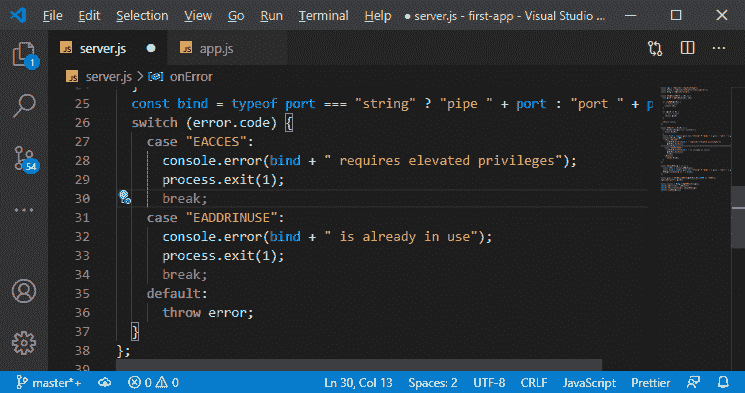 File Edit Selection View Go Run Terminal Help ● server.js - first-app - Visual Studio ...
JS server.js ● JS app.js
JS server.js > onError
25 const bind = typeof port === "string" ? "pipe " + port : "port " + p
26 switch (error.code) {
27 case "EACCES":
28 console.error(bind + " requires elevated privileges");
29 process.exit(1);
30 break;
31 case "EADDRINUSE":
32 console.error(bind + " is already in use");
33 process.exit(1);
34 break;
35 default:
36 throw error;
37 }
38 };
39
1
54
master*+ 0 0 Ln 30, Col 13 Spaces: 2 UTF-8 CRLF JavaScript Prettier